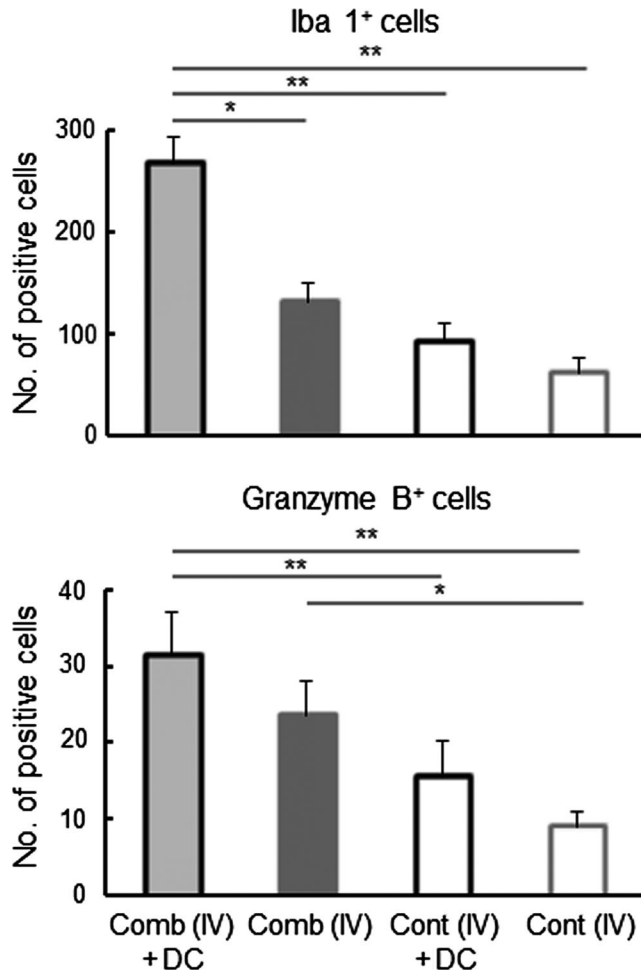 Iba 1⁺ cells
**
**
*
No. of positive cells
300
200
100
0
Granzyme B⁺ cells
**
**
*
No. of positive cells
40
30
20
10
0
Comb (IV) Comb (IV) Cont (IV) Cont (IV)
+ DC + DC